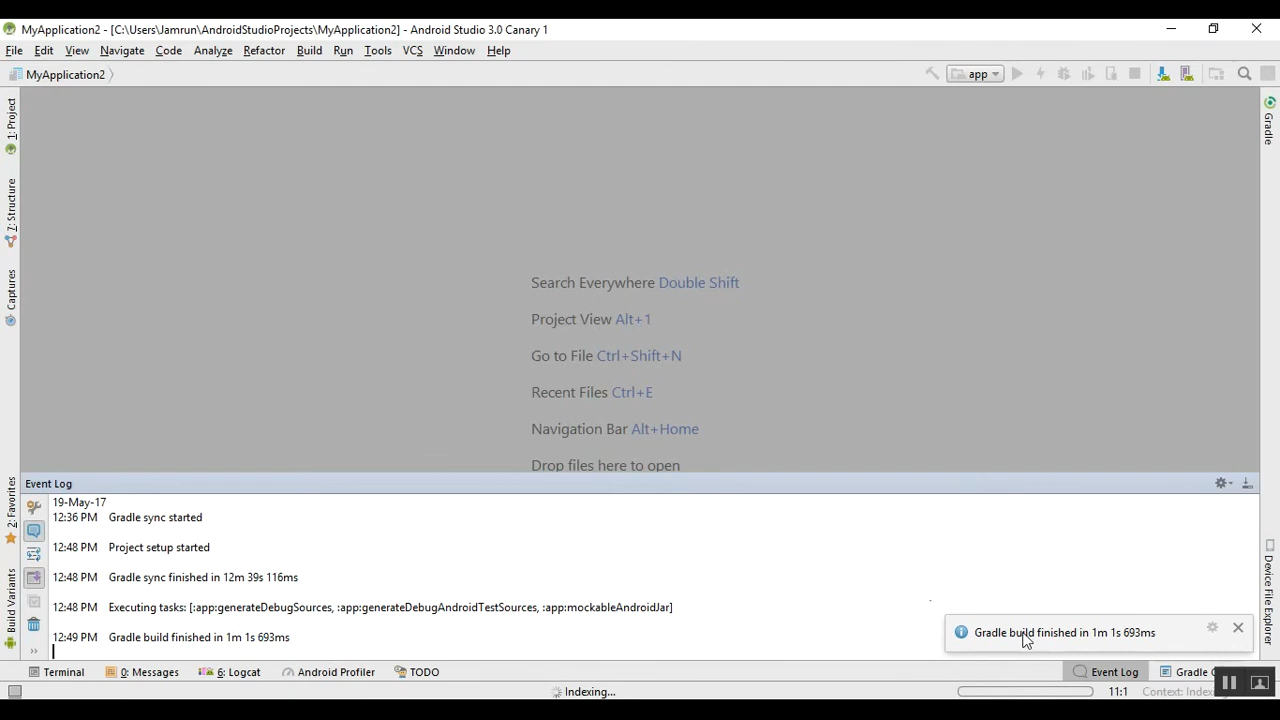 MyApplication2 - [C:\Users\Jamrun\AndroidStudioProjects\MyApplication2] - Android Studio 3.0 Canary 1
File Edit View Navigate Code Analyze Refactor Build Run Tools VCS Window Help
MyApplication2
app
1: Project
Z: Structure
Captures
2: Favorites
Build Variants
Gradle
Device File Explorer
Search Everywhere Double Shift
Project View Alt+1
Go to File Ctrl+Shift+N
Recent Files Ctrl+E
Navigation Bar Alt+Home
Drop files here to open
Event Log
19-May-17
12:36 PM Gradle sync started
12:48 PM Project setup started
12:48 PM Gradle sync finished in 12m 39s 116ms
12:48 PM Executing tasks: [:app:generateDebugSources, :app:generateDebugAndroidTestSources, :app:mockableAndroidJar]
12:49 PM Gradle build finished in 1m 1s 693ms
Gradle build finished in 1m 1s 693ms
Terminal 0: Messages 6: Logcat Android Profiler TODO Event Log Gradle
Indexing... 11:1 Context: